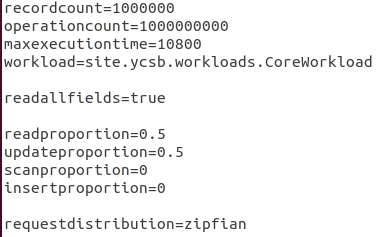 recordcount=1000000
operationcount=1000000000
maxexecutiontime=10800
workload=site.ycsb.workloads.CoreWorkload
readallfields=true
readproportion=0.5
updateproportion=0.5
scanproportion=0
insertproportion=0
requestdistribution=zipfian